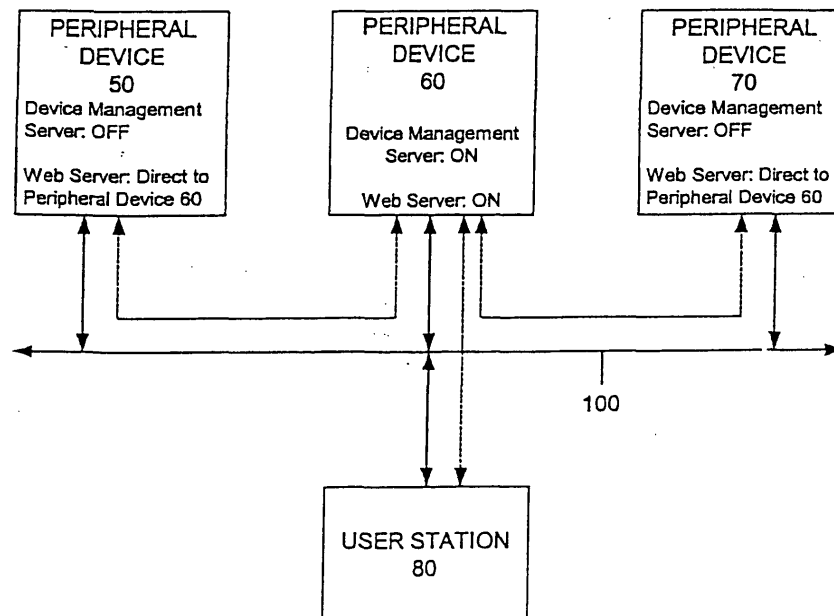 PERIPHERAL
DEVICE
50
Device Management
Server: OFF
Web Server: Direct to
Peripheral Device 60
PERIPHERAL
DEVICE
60
Device Management
Server: ON
Web Server: ON
PERIPHERAL
DEVICE
70
Device Management
Server: OFF
Web Server: Direct to
Peripheral Device 60
100
USER STATION
80